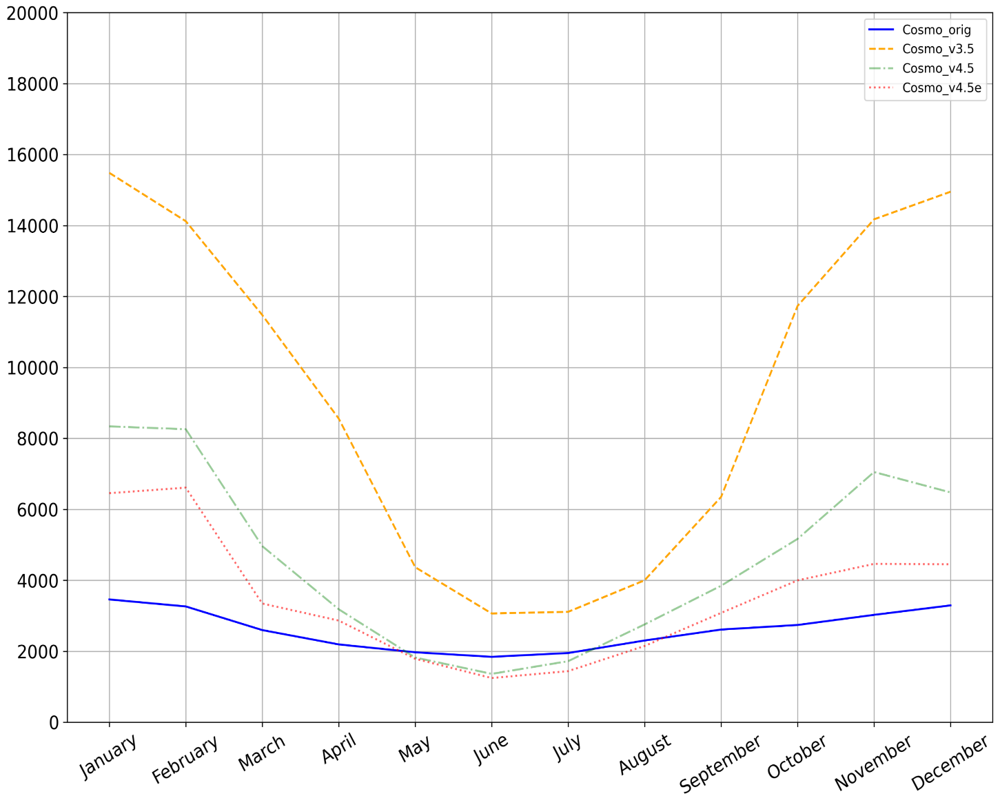 20000
18000
16000
14000
12000
10000
8000
6000
4000
2000
0
January
February
March
April
May
June
July
August
September
October
November
December
Cosmo_orig
Cosmo_v3.5
Cosmo_v4.5
Cosmo_v4.5e